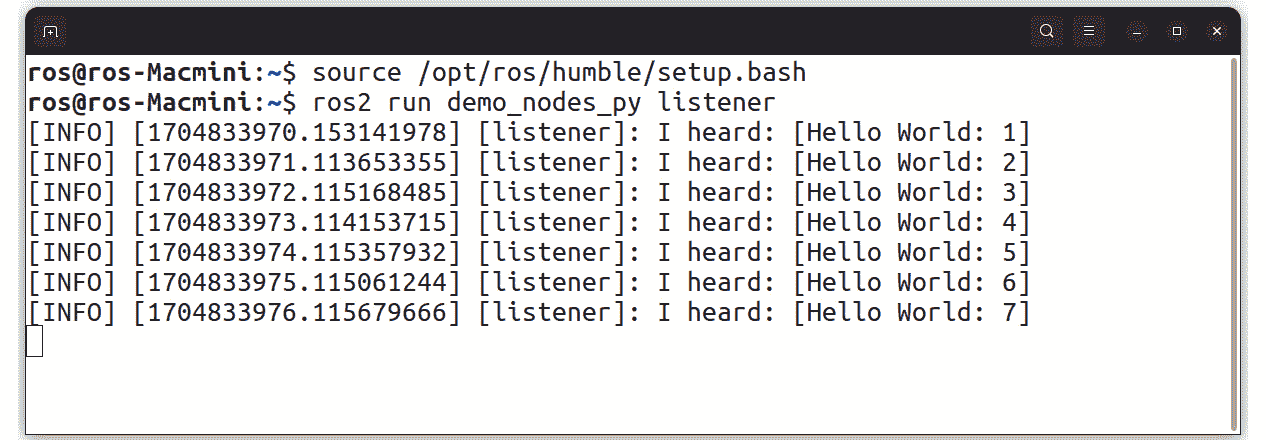 ros@ros-Macmini:~$ source /opt/ros/humble/setup.bash
ros@ros-Macmini:~$ ros2 run demo_nodes_py listener
[INFO] [1704833970.153141978] [listener]: I heard: [Hello World: 1]
[INFO] [1704833971.113653355] [listener]: I heard: [Hello World: 2]
[INFO] [1704833972.115168485] [listener]: I heard: [Hello World: 3]
[INFO] [1704833973.114153715] [listener]: I heard: [Hello World: 4]
[INFO] [1704833974.115357932] [listener]: I heard: [Hello World: 5]
[INFO] [1704833975.115061244] [listener]: I heard: [Hello World: 6]
[INFO] [1704833976.115679666] [listener]: I heard: [Hello World: 7]